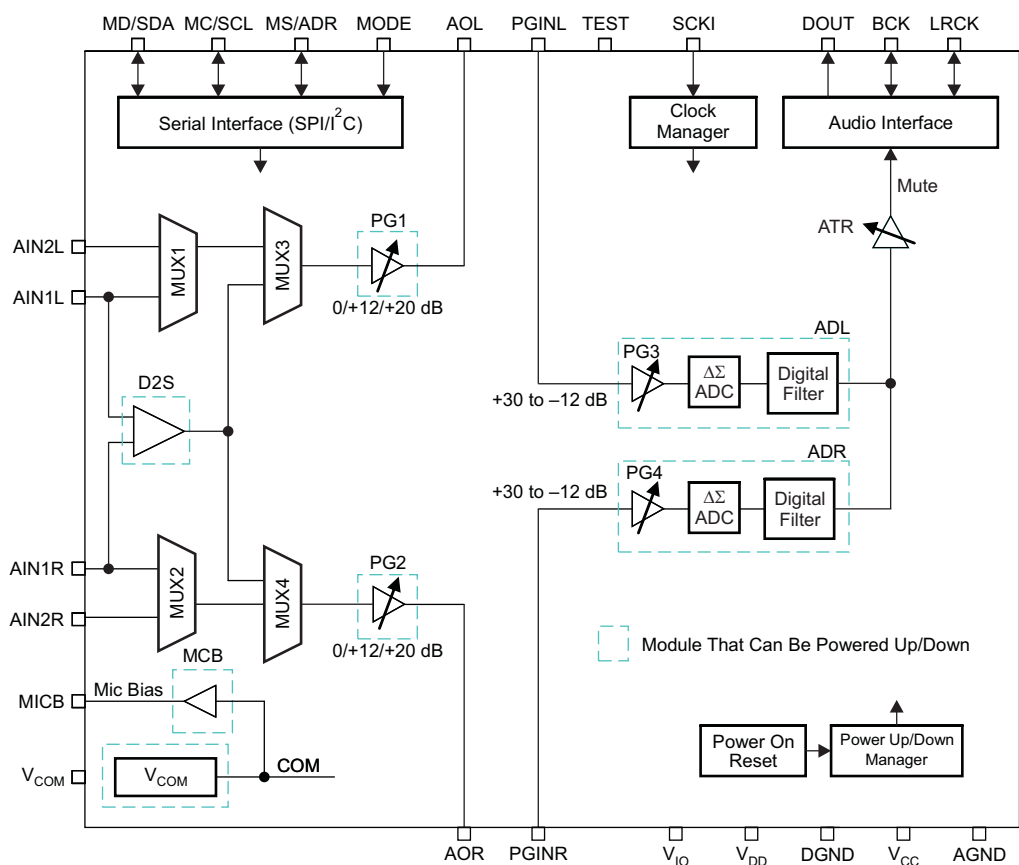 MD/SDA MC/SCL MS/ADR MODE AOL PGINL TEST SCKI DOUT BCK LRCK
Serial Interface (SPI/I²C)
Clock
Manager
Audio Interface
Mute
ATR
AIN2L
AIN1L
MUX1
MUX3
PG1
0/+12/+20 dB
D2S
ADL
PG3
+30 to –12 dB
ΔΣ
ADC
Digital
Filter
ADR
PG4
+30 to –12 dB
ΔΣ
ADC
Digital
Filter
AIN1R
AIN2R
MUX2
MUX4
PG2
0/+12/+20 dB
MCB
MICB
Mic Bias
VCOM
VCOM
COM
Module That Can Be Powered Up/Down
Power On
Reset
Power Up/Down
Manager
AOR PGINR VIO VDD DGND VCC AGND